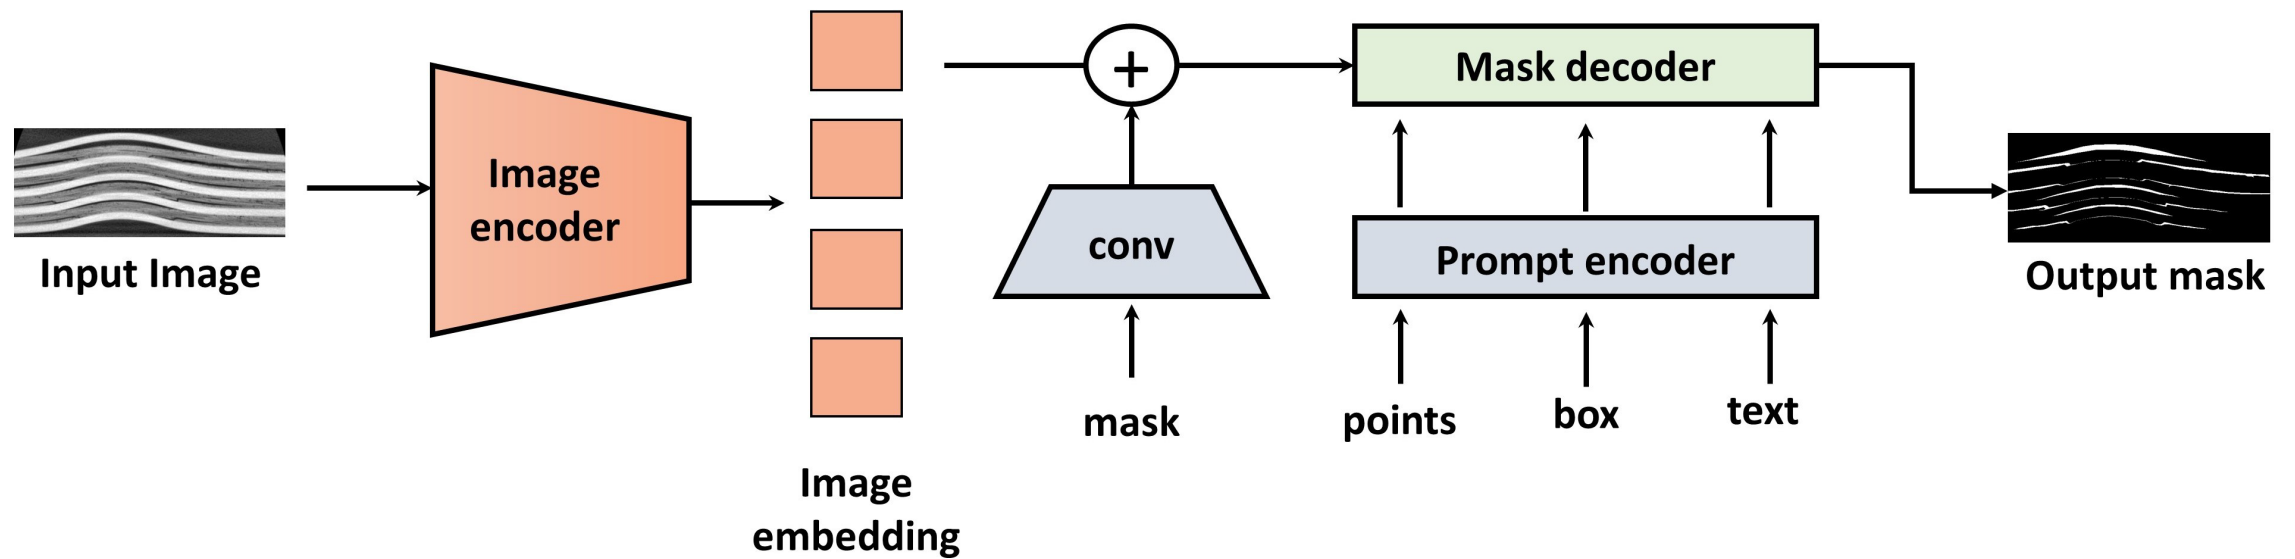 Input Image
Image
encoder
Image
embedding
+
conv
mask
Mask decoder
Prompt encoder
points
box
text
Output mask